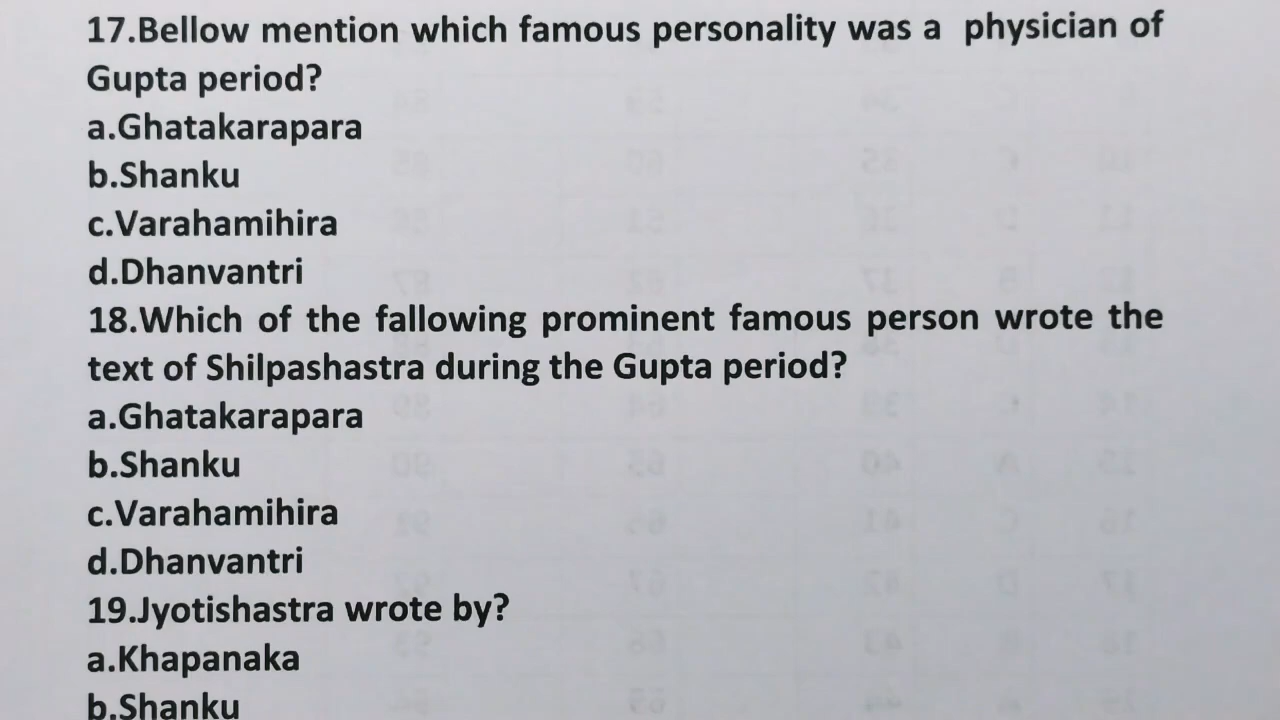 17.Bellow mention which famous personality was a physician of
Gupta period?
a.Ghatakarapara
b.Shanku
c.Varahamihira
d.Dhanvantri
18.Which of the fallowing prominent famous person wrote the
text of Shilpashastra during the Gupta period?
a.Ghatakarapara
b.Shanku
c.Varahamihira
d.Dhanvantri
19.Jyotishastra wrote by?
a.Khapanaka
b.Shanku